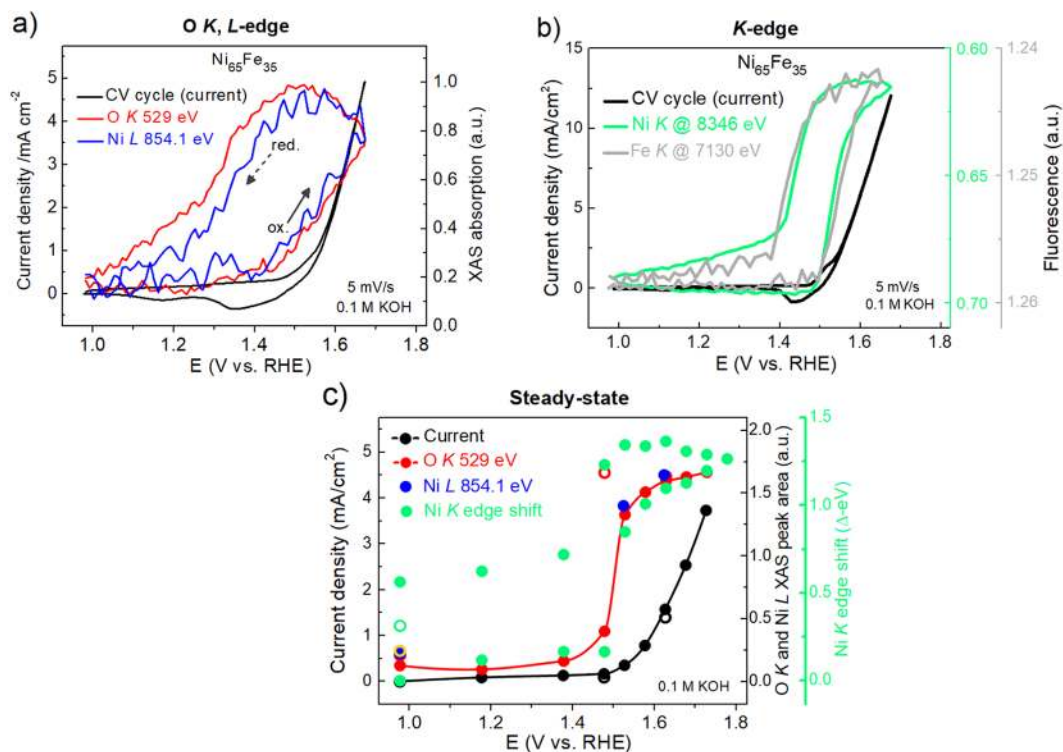 a)
O K, L-edge
Ni65Fe35
CV cycle (current)
O K 529 eV
Ni L 854.1 eV
red.
ox.
5 mV/s
0.1 M KOH
Current density /mA cm-2
5
4
3
2
1
0
XAS absorption (a.u.)
1.0
0.8
0.6
0.4
0.2
0.0
1.0 1.2 1.4 1.6 1.8
E (V vs. RHE)
b)
K-edge
Ni65Fe35
CV cycle (current)
Ni K @ 8346 eV
Fe K @ 7130 eV
5 mV/s
0.1 M KOH
Current density (mA/cm2)
15
10
5
0
0.60
0.65
0.70
1.24
1.25
1.26
Fluorescence (a.u.)
1.0 1.2 1.4 1.6 1.8
E (V vs. RHE)
c)
Steady-state
Current
O K 529 eV
Ni L 854.1 eV
Ni K edge shift
0.1 M KOH
Current density (mA/cm2)
5
4
3
2
1
0
O K and Ni L XAS peak area (a.u.)
2.0
1.5
1.0
0.5
0.0
Ni K edge shift (Δ-eV)
1.5
1.0
0.5
0.0
1.0 1.2 1.4 1.6 1.8
E (V vs. RHE)